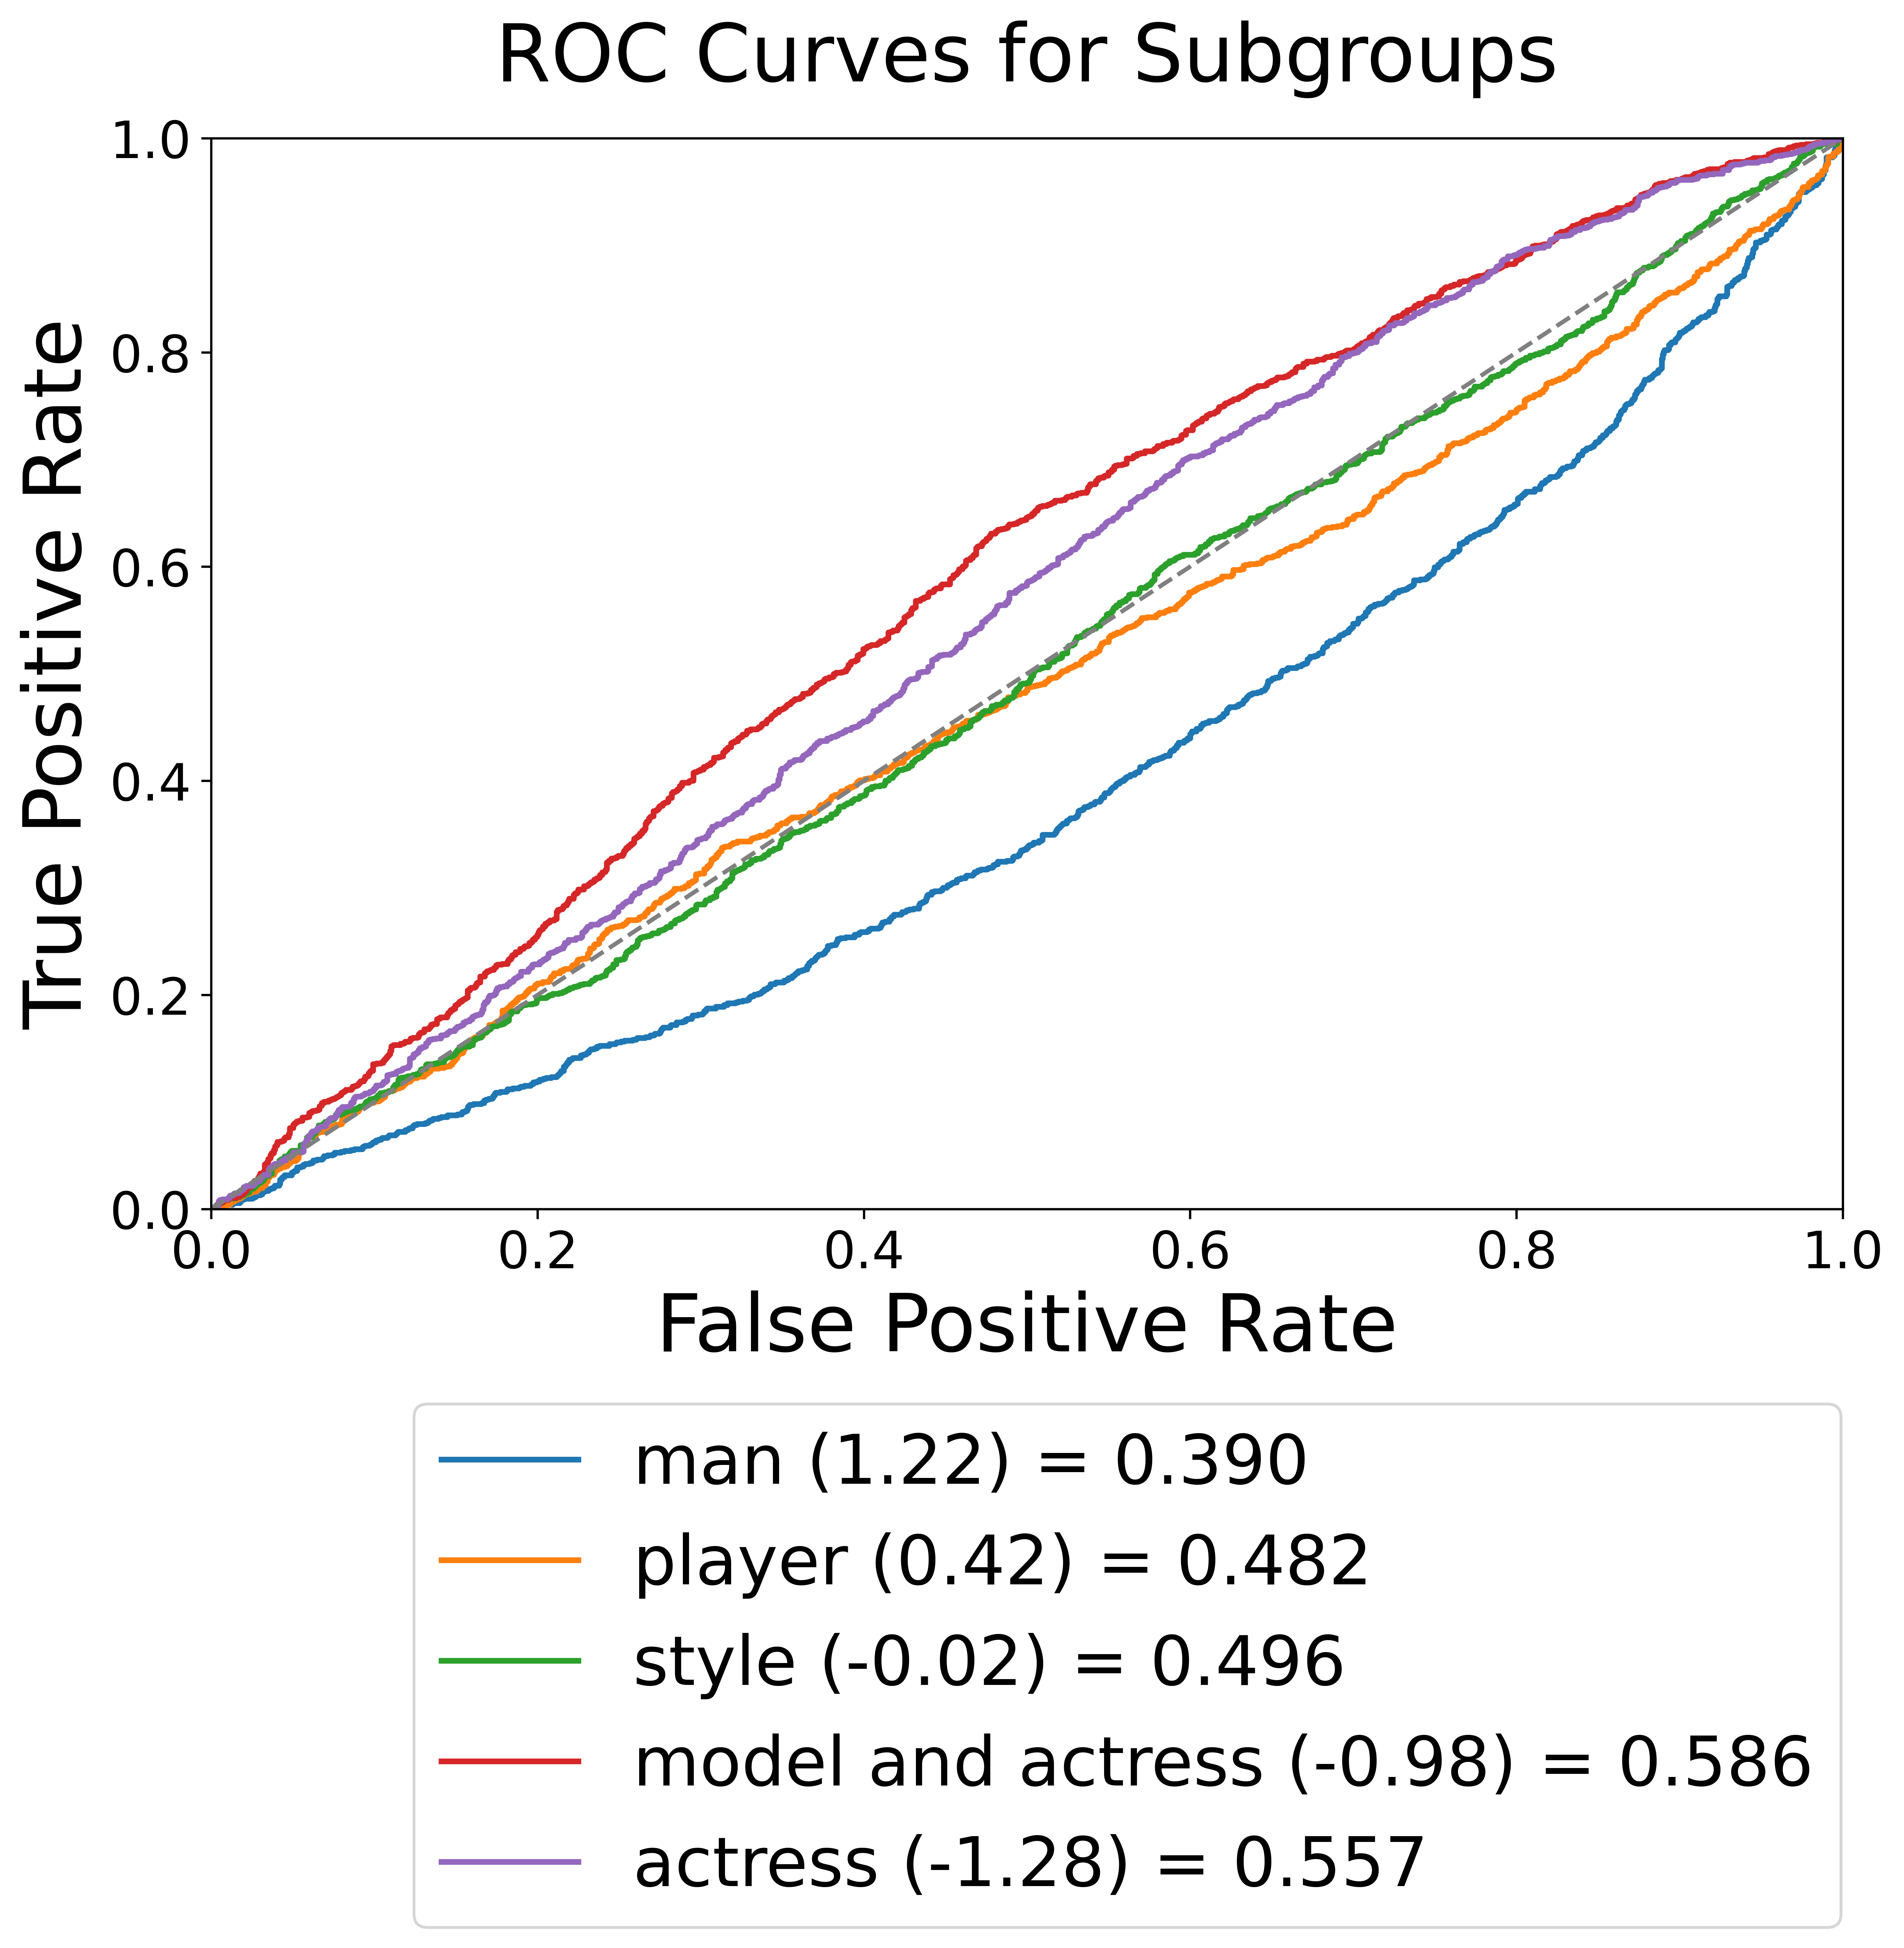 ROC Curves for Subgroups
1.0
0.8
0.6
0.4
0.2
0.0
True Positive Rate
0.0 0.2 0.4 0.6 0.8 1.0
False Positive Rate
man (1.22) = 0.390
player (0.42) = 0.482
style (-0.02) = 0.496
model and actress (-0.98) = 0.586
actress (-1.28) = 0.557